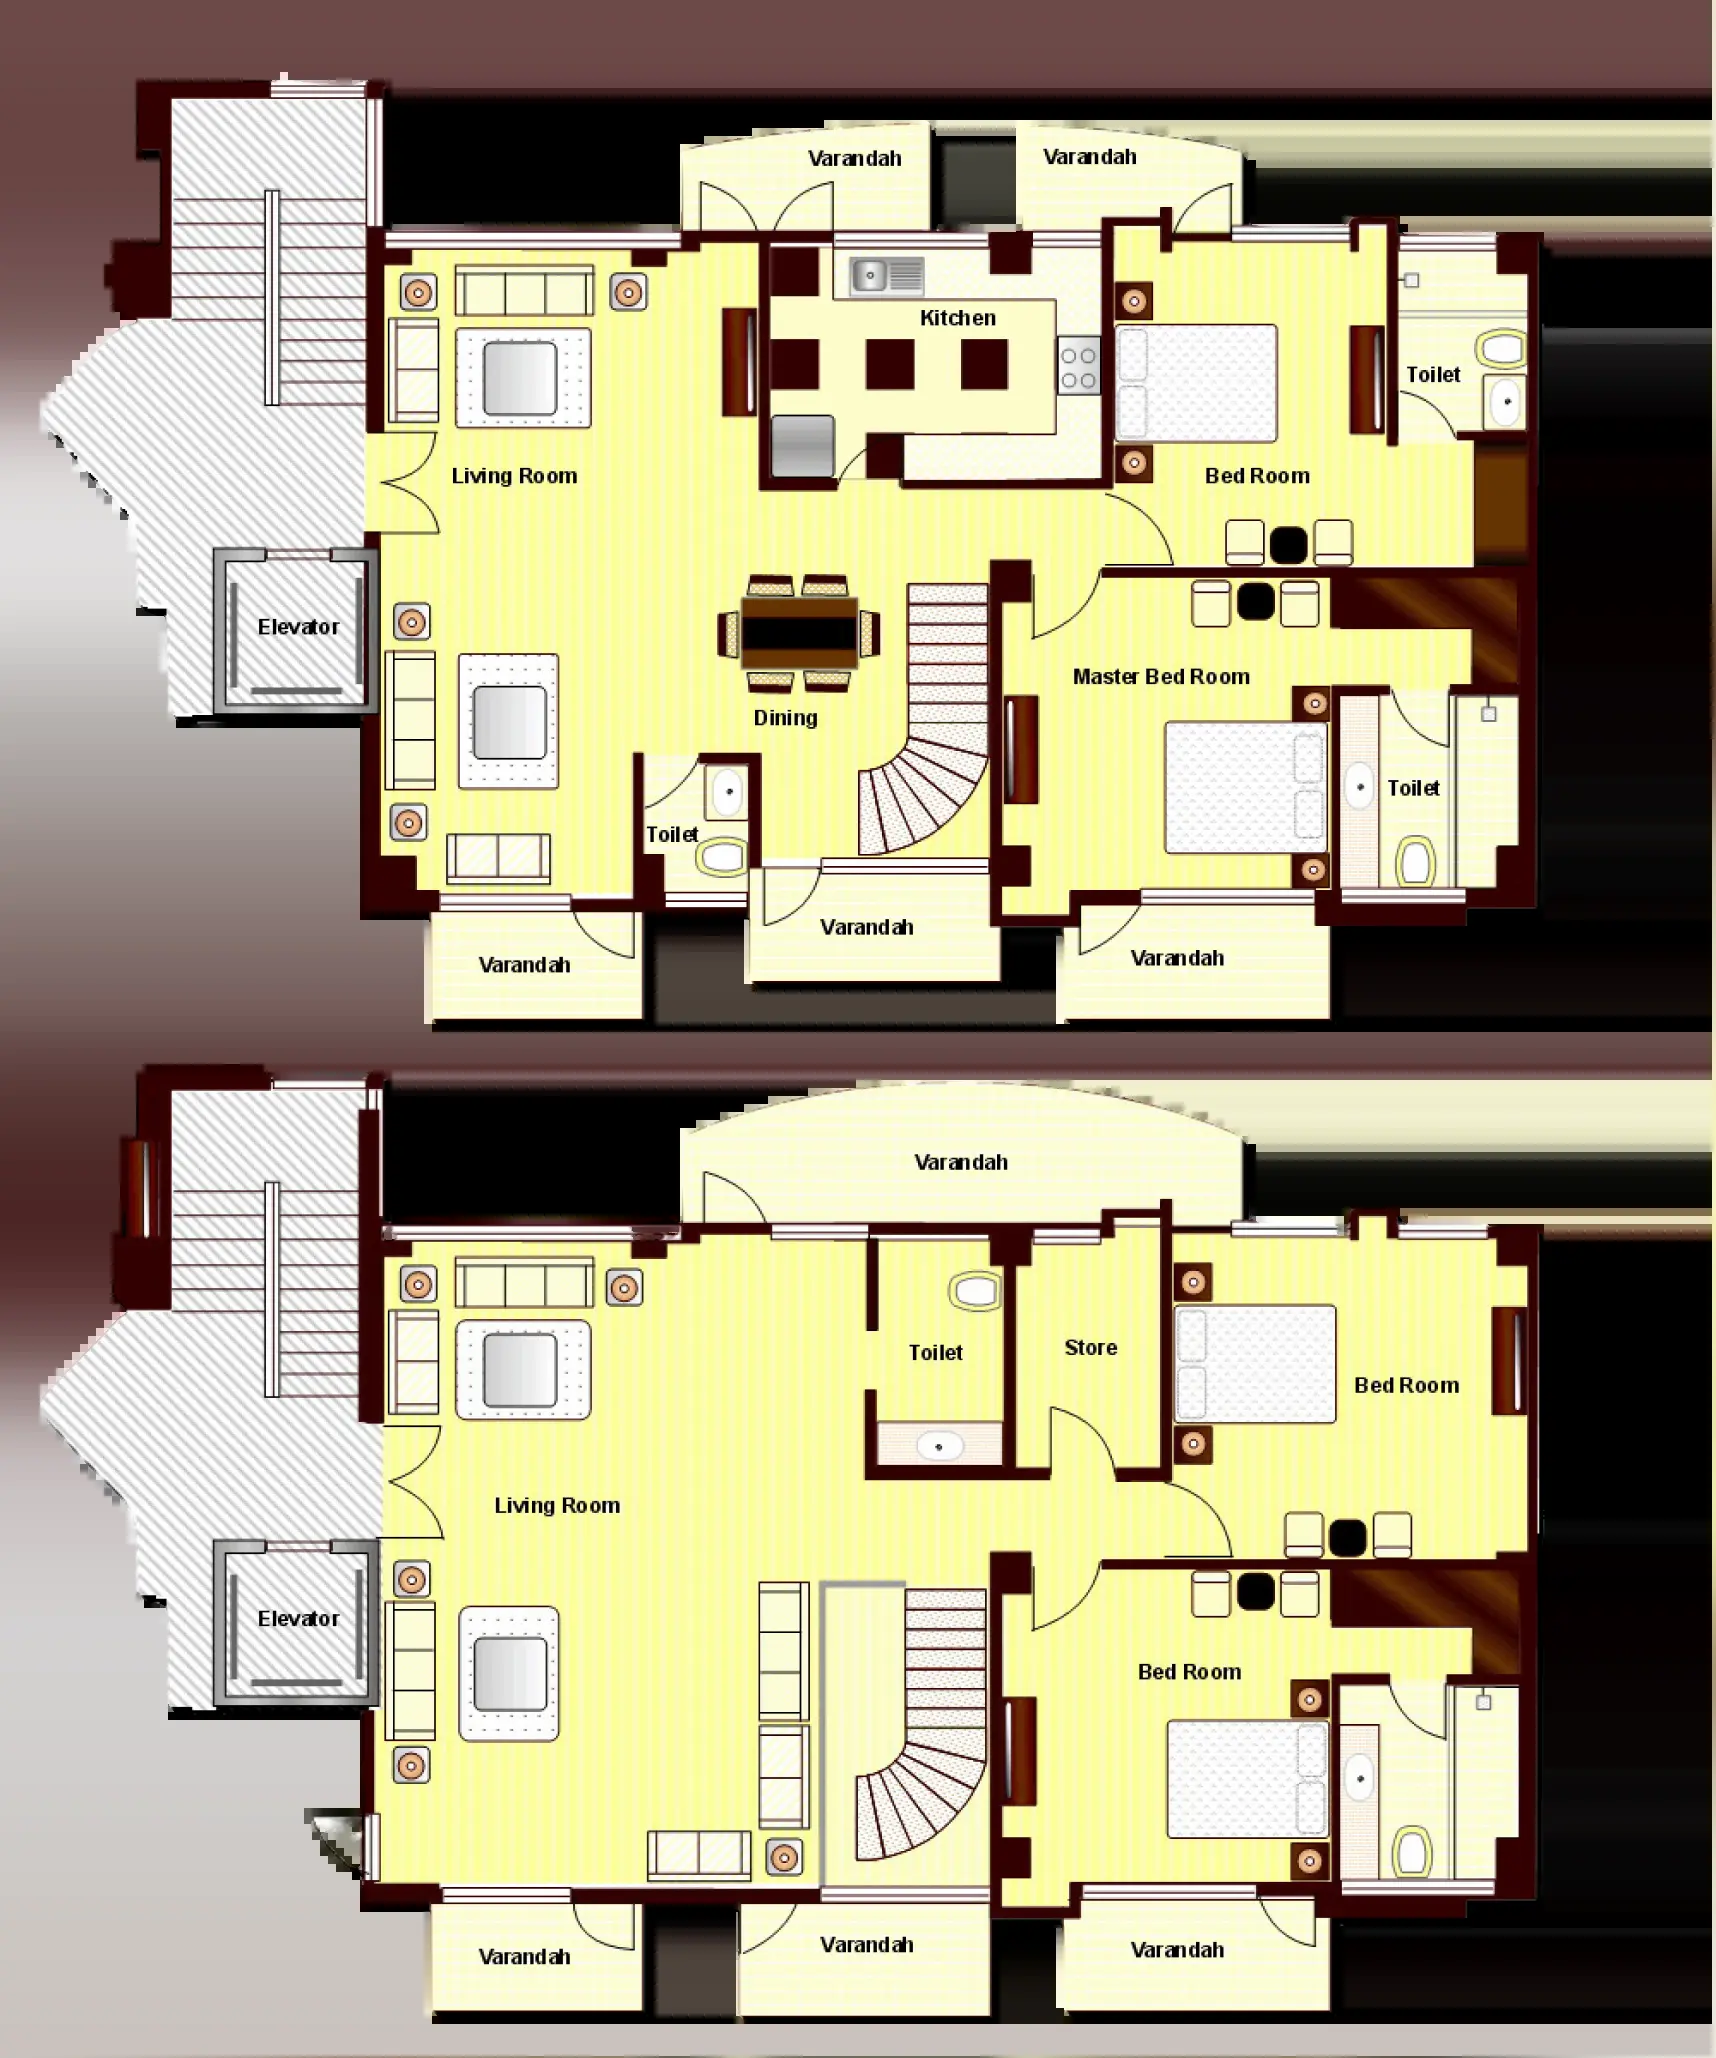 Varandah
Varandah
Kitchen
Toilet
Living Room
Bed Room
Elevator
Master Bed Room
Dining
Toilet
Toilet
Varandah
Varandah
Varandah
Varandah
Store
Toilet
Bed Room
Living Room
Elevator
Bed Room
Varandah
Varandah
Varandah